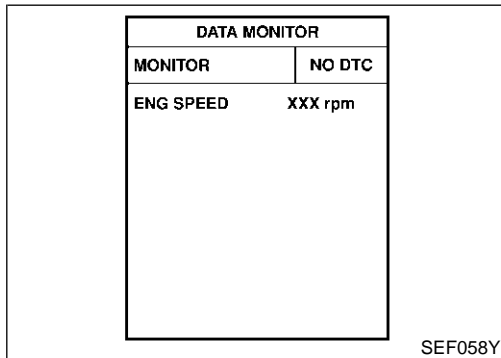 DATA MONITOR
MONITOR NO DTC
ENG SPEED XXX rpm
SEF058Y